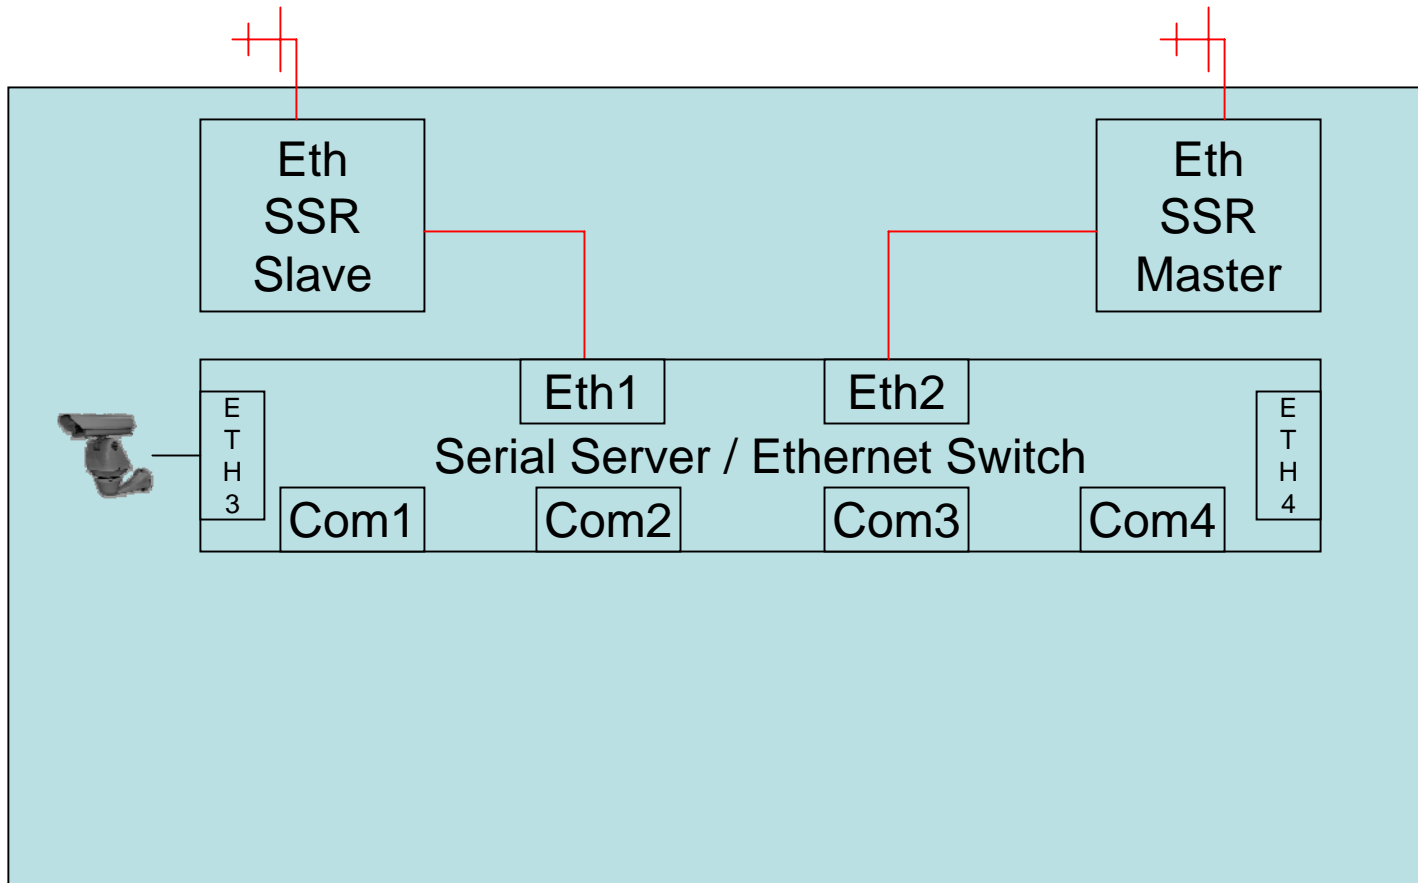 Eth
SSR
Slave
Eth
SSR
Master
Eth1
Eth2
E
T
H
3
Serial Server / Ethernet Switch
E
T
H
4
Com1
Com2
Com3
Com4